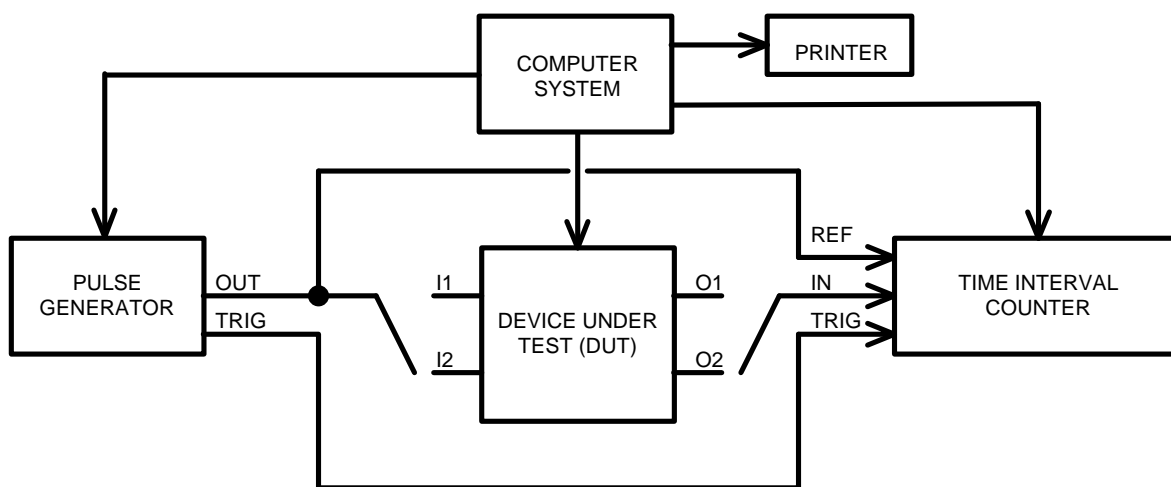 COMPUTER
SYSTEM
PRINTER
PULSE
GENERATOR
OUT
TRIG
I1
I2
DEVICE UNDER
TEST (DUT)
O1
O2
REF
IN
TRIG
TIME INTERVAL
COUNTER